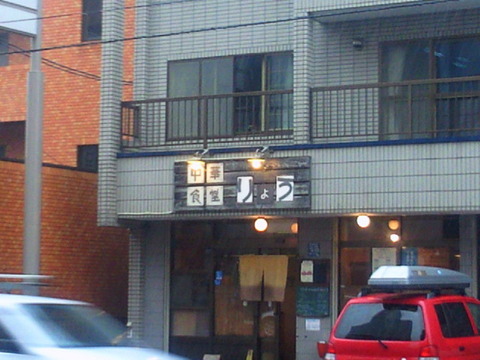 中華
食堂 りょう